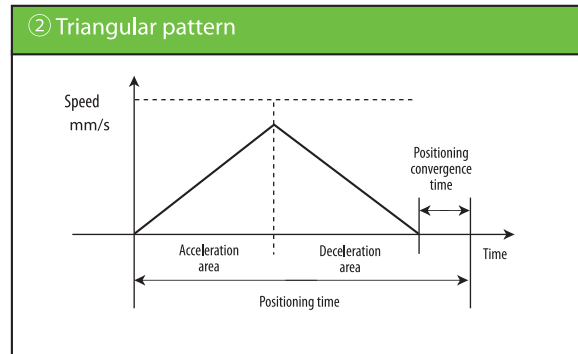 ② Triangular pattern
Speed
mm/s
Positioning
convergence
time
Acceleration
area
Deceleration
area
Time
Positioning time